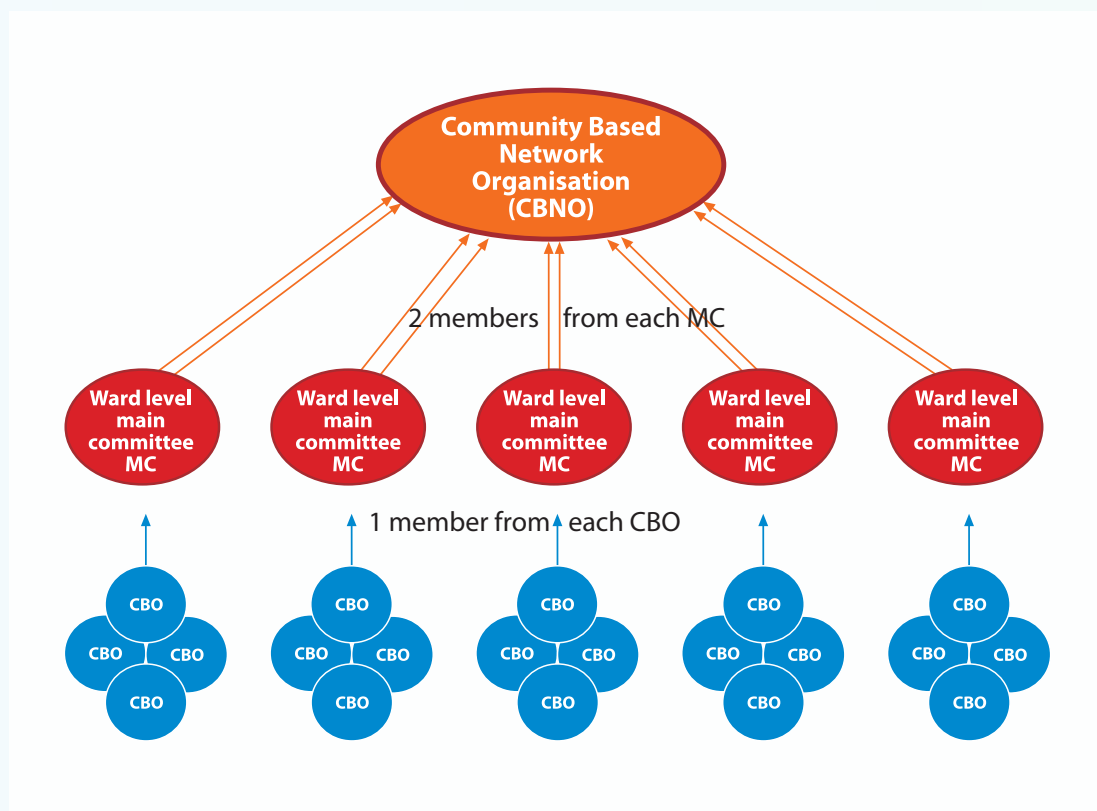 Community Based
Network
Organisation
(CBNO)
2 members from each MC
Ward level
main
committee
MC
Ward level
main
committee
MC
Ward level
main
committee
MC
Ward level
main
committee
MC
Ward level
main
committee
MC
1 member from each CBO
CBO
CBO CBO
CBO
CBO
CBO CBO
CBO
CBO
CBO CBO
CBO
CBO
CBO CBO
CBO
CBO
CBO CBO
CBO